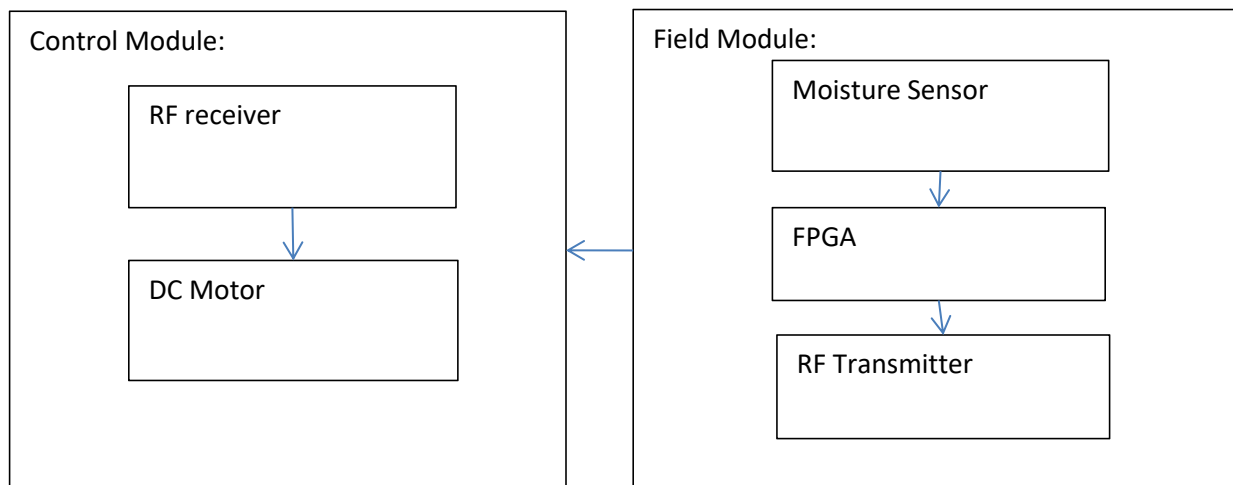 Control Module:
RF receiver
DC Motor
Field Module:
Moisture Sensor
FPGA
RF Transmitter